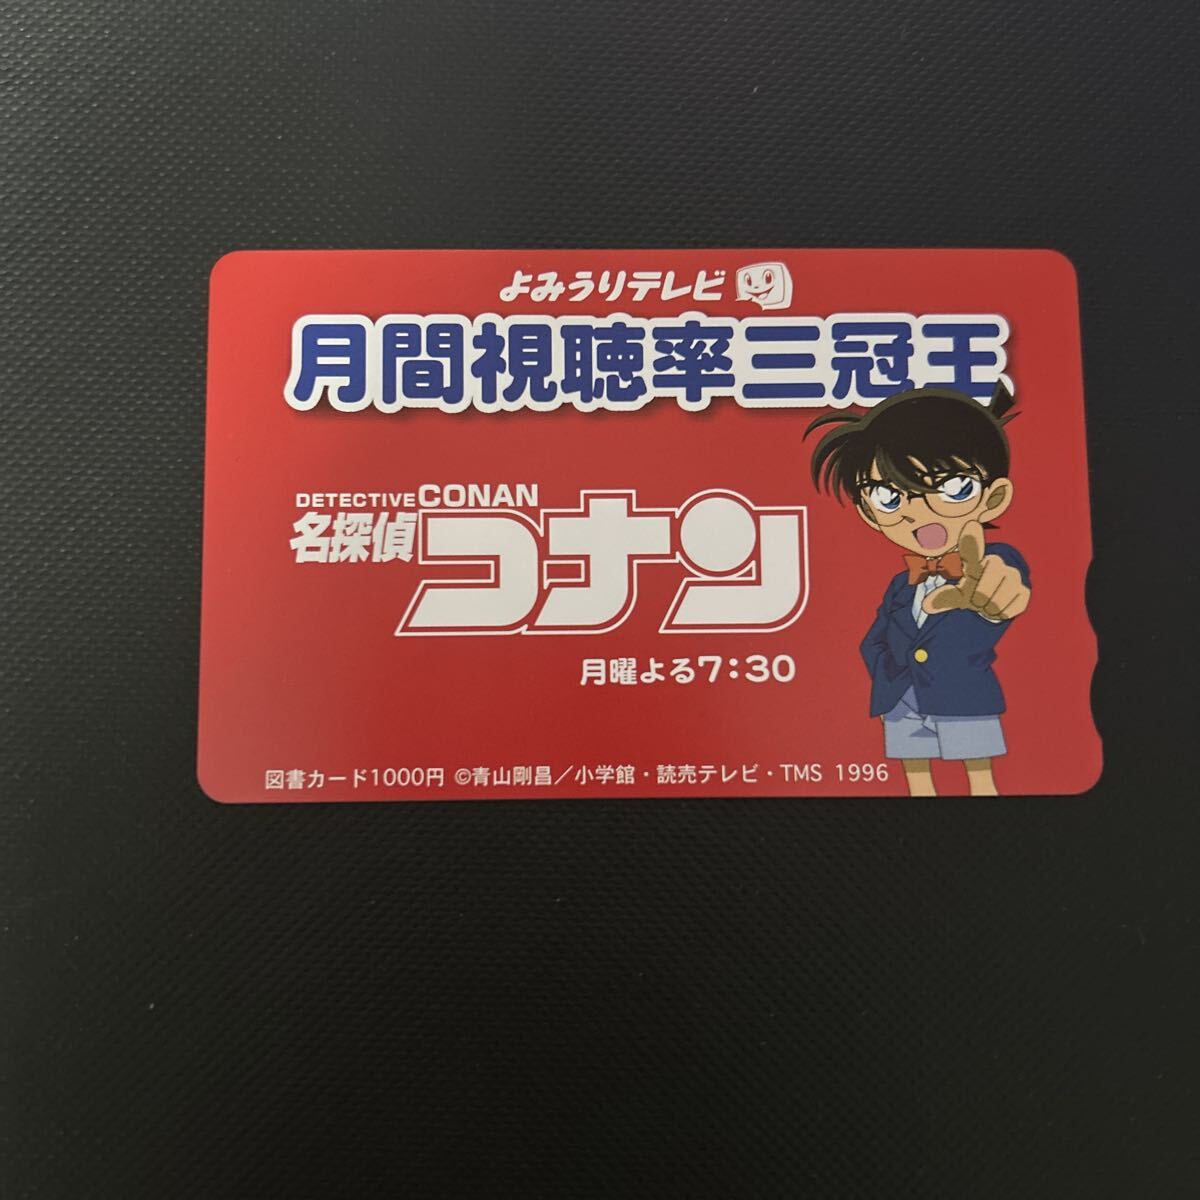 よみうりテレビ
月間視聴率三冠王
DETECTIVE CONAN
名探偵コナン
月曜よる7:30
図書カード1000円 ©青山剛昌／小学館・読売テレビ・TMS 1996